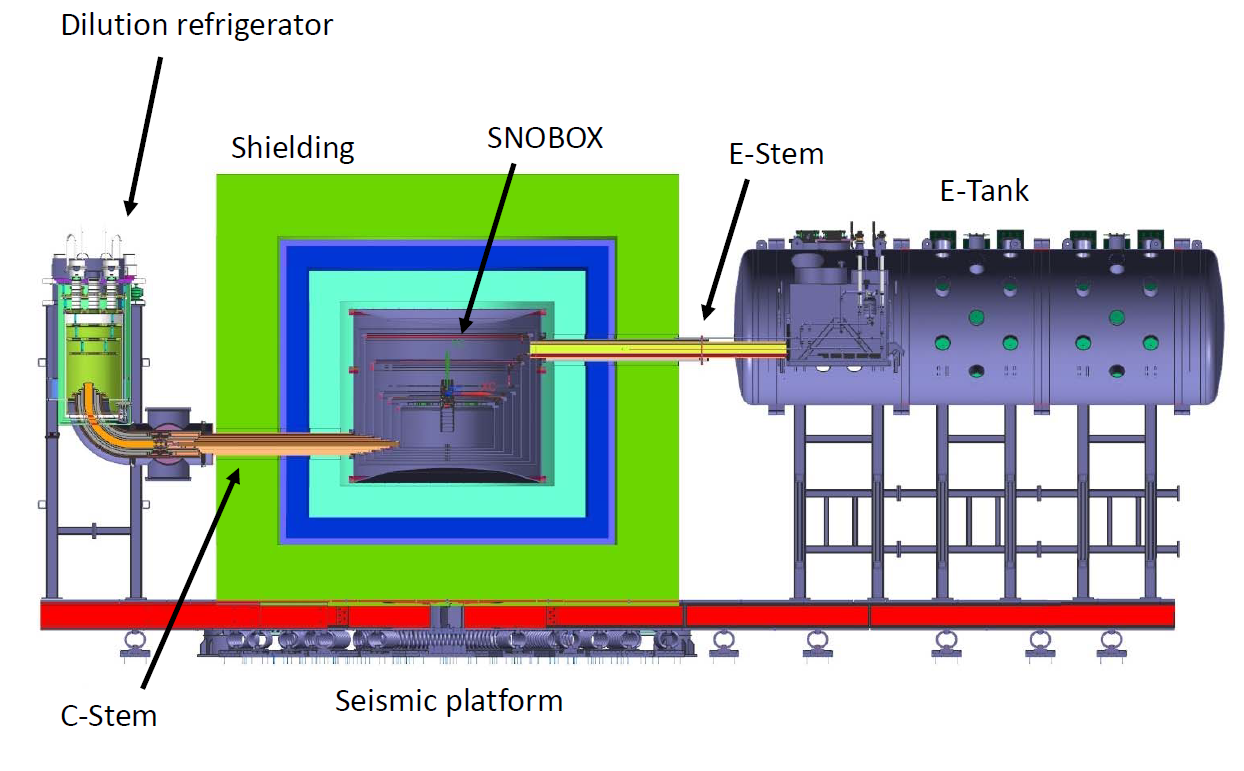 Dilution refrigerator
Shielding
SNOBOX
E-Stem
E-Tank
C-Stem
Seismic platform